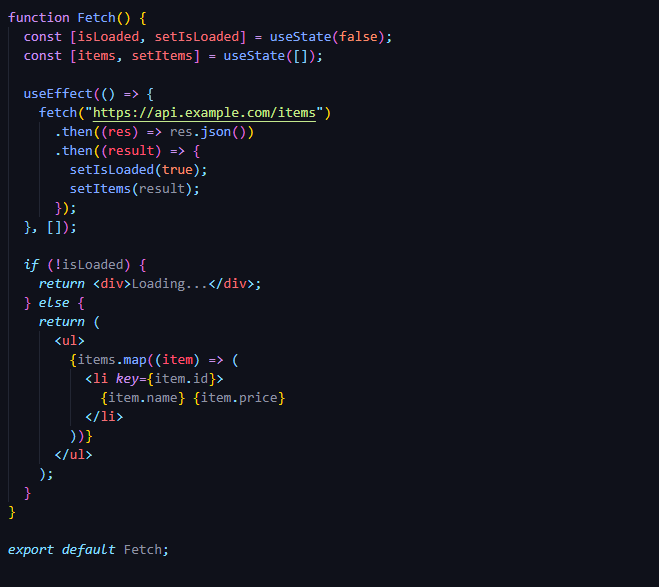 function Fetch() {
  const [isLoaded, setIsLoaded] = useState(false);
  const [items, setItems] = useState([]);

  useEffect(() => {
    fetch("https://api.example.com/items")
      .then((res) => res.json())
      .then((result) => {
        setIsLoaded(true);
        setItems(result);
      });
  }, []);

  if (!isLoaded) {
    return <div>Loading...</div>;
  } else {
    return (
      <ul>
        {items.map((item) => (
          <li key={item.id}>
            {item.name} {item.price}
          </li>
        ))}
      </ul>
    );
  }
}

export default Fetch;